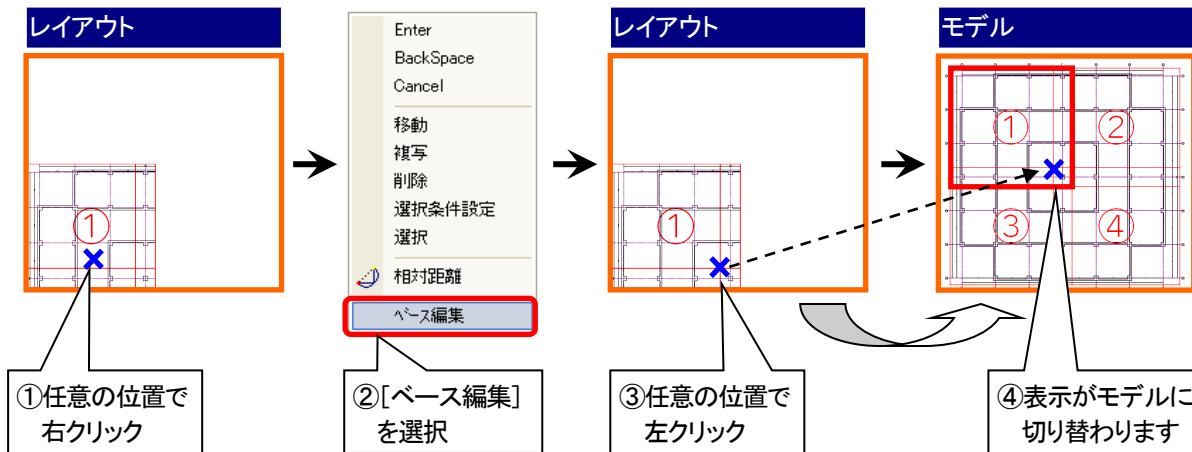 レイアウト
①
①任意の位置で
右クリック
Enter
BackSpace
Cancel
移動
複写
削除
選択条件設定
選択
相対距離
ベース編集
②[ベース編集]
を選択
レイアウト
①
③任意の位置で
左クリック
モデル
① ②
③ ④
④表示がモデルに
切り替わります